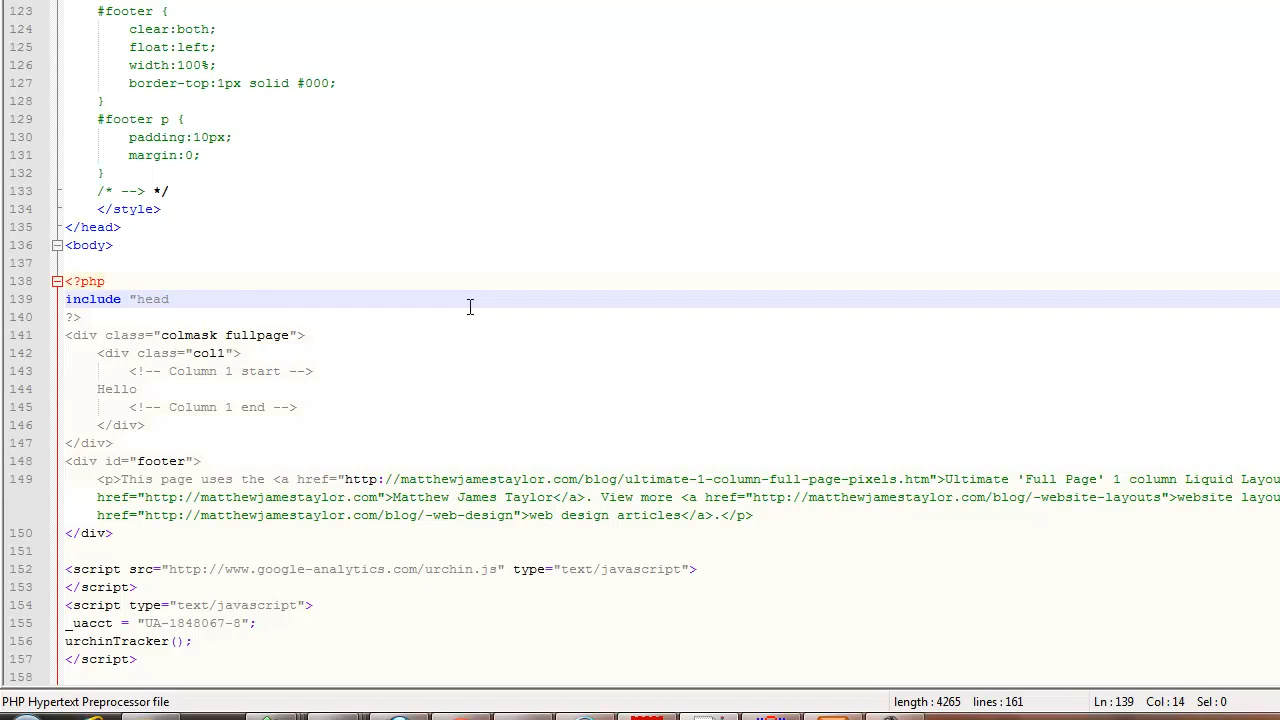 123 #footer {
124 clear:both;
125 float:left;
126 width:100%;
127 border-top:1px solid #000;
128 }
129 #footer p {
130 padding:10px;
131 margin:0;
132 }
133 /* --> */
134 </style>
135 </head>
136 <body>
137
138 <?php
139 include "head
140 ?>
141 <div class="colmask fullpage">
142 <div class="col1">
143 <!-- Column 1 start -->
144 Hello
145 <!-- Column 1 end -->
146 </div>
147 </div>
148 <div id="footer">
149 <p>This page uses the <a href="http://matthewjamestaylor.com/blog/ultimate-1-column-full-page-pixels.htm">Ultimate 'Full Page' 1 column Liquid Layou
href="http://matthewjamestaylor.com">Matthew James Taylor</a>. View more <a href="http://matthewjamestaylor.com/blog/-website-layouts">website layou
href="http://matthewjamestaylor.com/blog/-web-design">web design articles</a>.</p>
150 </div>
151
152 <script src="http://www.google-analytics.com/urchin.js" type="text/javascript">
153 </script>
154 <script type="text/javascript">
155 _uacct = "UA-1848067-8";
156 urchinTracker();
157 </script>
158
PHP Hypertext Preprocessor file length : 4265 lines : 161 Ln : 139 Col : 14 Sel : 0